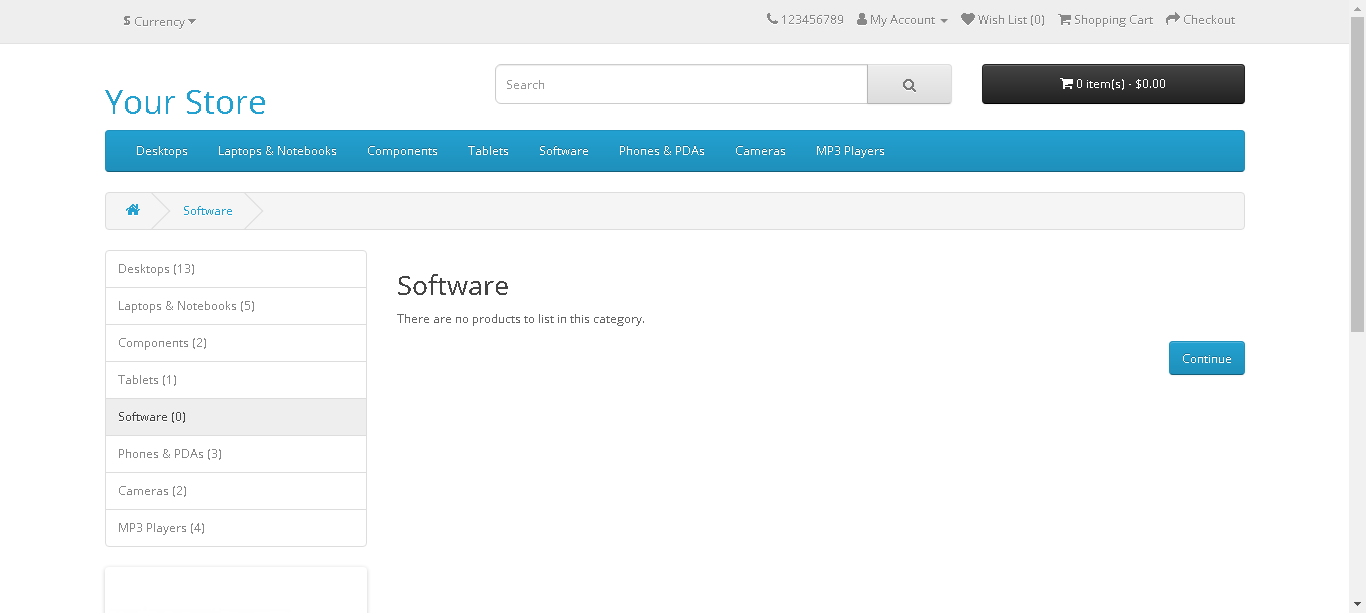 $ Currency
123456789 My Account Wish List (0) Shopping Cart Checkout
Your Store
Search
0 item(s) - $0.00
Desktops Laptops & Notebooks Components Tablets Software Phones & PDAs Cameras MP3 Players
Software
Desktops (13)
Laptops & Notebooks (5)
Components (2)
Tablets (1)
Software (0)
Phones & PDAs (3)
Cameras (2)
MP3 Players (4)
Software
There are no products to list in this category.
Continue